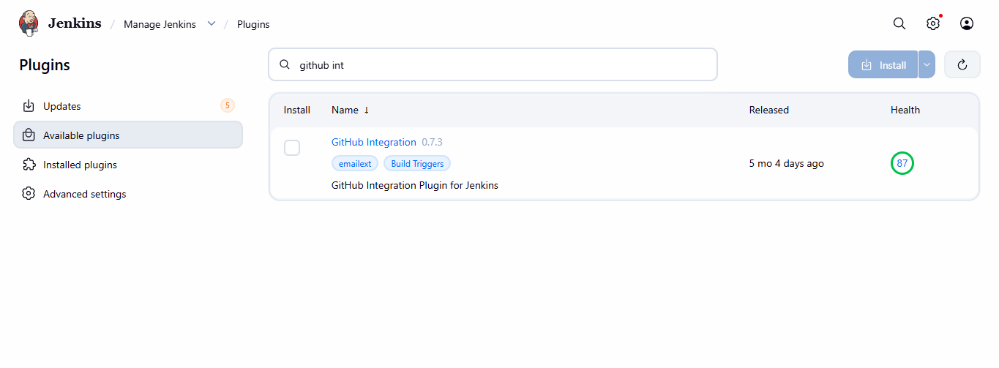 Jenkins / Manage Jenkins / Plugins
Plugins
github int
Install
Updates 5
Available plugins
Installed plugins
Advanced settings
Install Name ↓ Released Health
GitHub Integration 0.7.3
emailext Build Triggers
GitHub Integration Plugin for Jenkins
5 mo 4 days ago
87